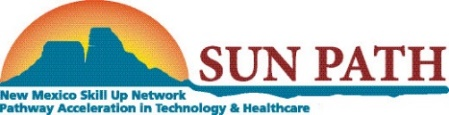 SUN PATH
New Mexico Skill Up Network
Pathway Acceleration in Technology & Healthcare